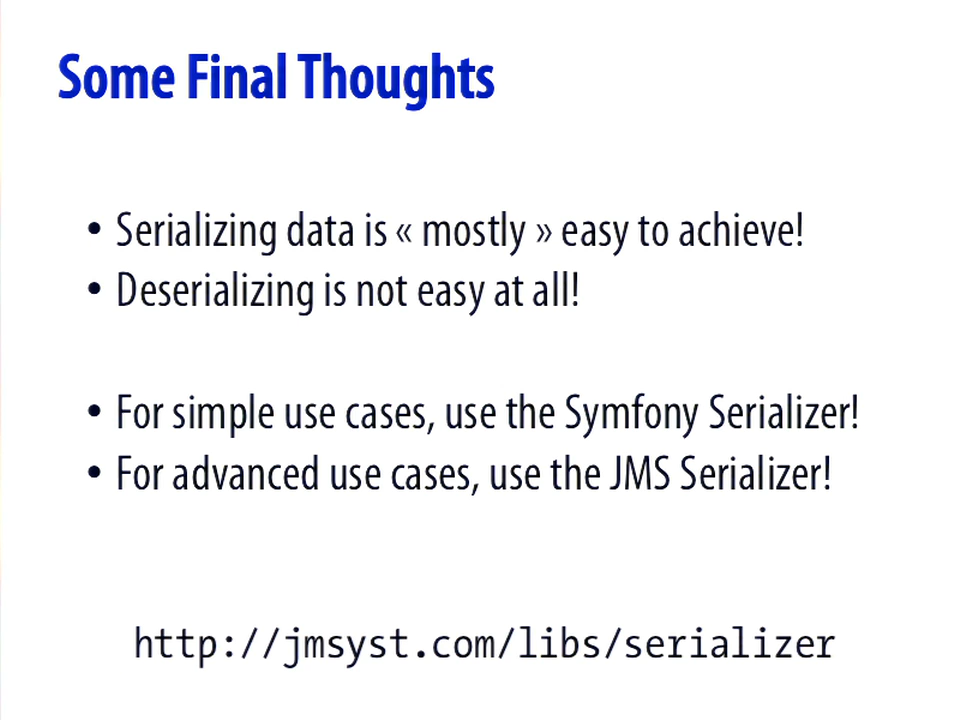 Some Final Thoughts
• Serializing data is « mostly » easy to achieve!
• Deserializing is not easy at all!
• For simple use cases, use the Symfony Serializer!
• For advanced use cases, use the JMS Serializer!
http://jmsyst.com/libs/serializer